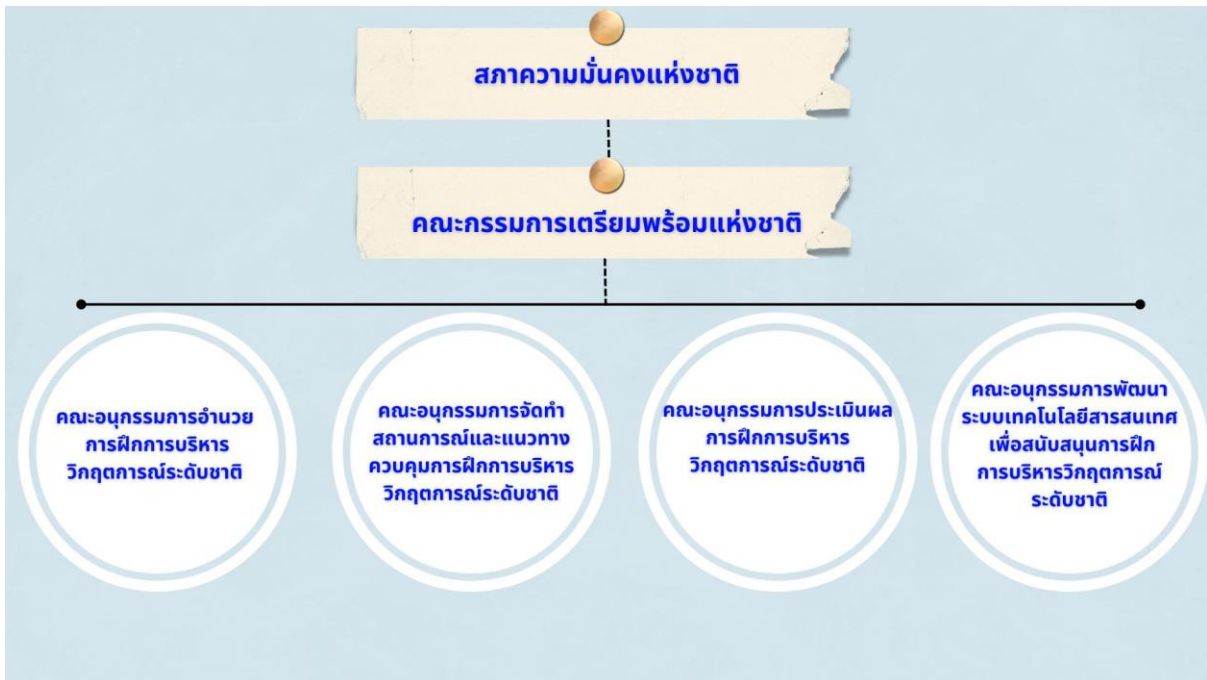 สภาความมั่นคงแห่งชาติ
คณะกรรมการเตรียมพร้อมแห่งชาติ
คณะอนุกรรมการอำนวย
การฝึกการบริหาร
วิกฤตการณ์ระดับชาติ
คณะอนุกรรมการจัดทำ
สถานการณ์และแนวทาง
ควบคุมการฝึกการบริหาร
วิกฤตการณ์ระดับชาติ
คณะอนุกรรมการประเมินผล
การฝึกการบริหาร
วิกฤตการณ์ระดับชาติ
คณะอนุกรรมการพัฒนา
ระบบเทคโนโลยีสารสนเทศ
เพื่อสนับสนุนการฝึก
การบริหารวิกฤตการณ์
ระดับชาติ